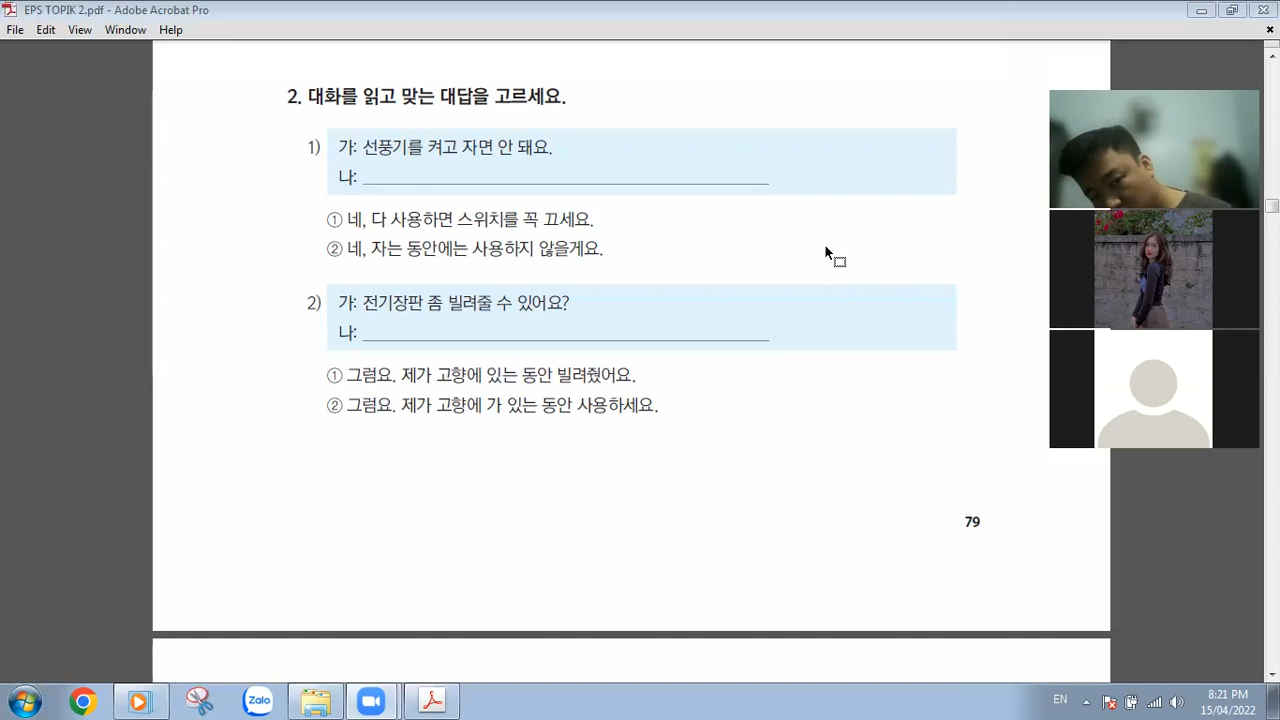 EPS TOPIK 2.pdf - Adobe Acrobat Pro
File Edit View Window Help
2. 대화를 읽고 맞는 대답을 고르세요.
1) 가: 선풍기를 켜고 자면 안 돼요.
나:
① 네, 다 사용하면 스위치를 꼭 끄세요.
② 네, 자는 동안에는 사용하지 않을게요.
2) 가: 전기장판 좀 빌려줄 수 있어요?
나:
① 그럼요. 제가 고향에 있는 동안 빌려줬어요.
② 그럼요. 제가 고향에 가 있는 동안 사용하세요.
79
Zalo
EN
8:21 PM
15/04/2022